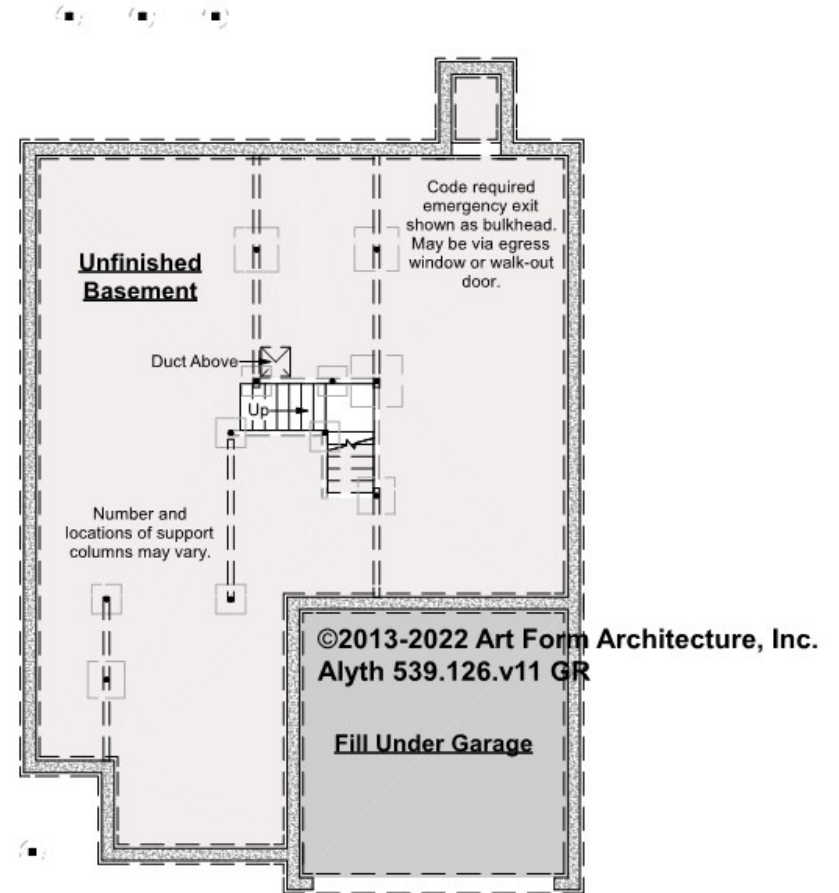 Code required
emergency exit
shown as bulkhead.
May be via egress
window or walk-out
door.
Unfinished
Basement
Duct Above
Up
Number and
locations of support
columns may vary.
©2013-2022 Art Form Architecture, Inc.
Alyth 539.126.v11 GR
Fill Under Garage